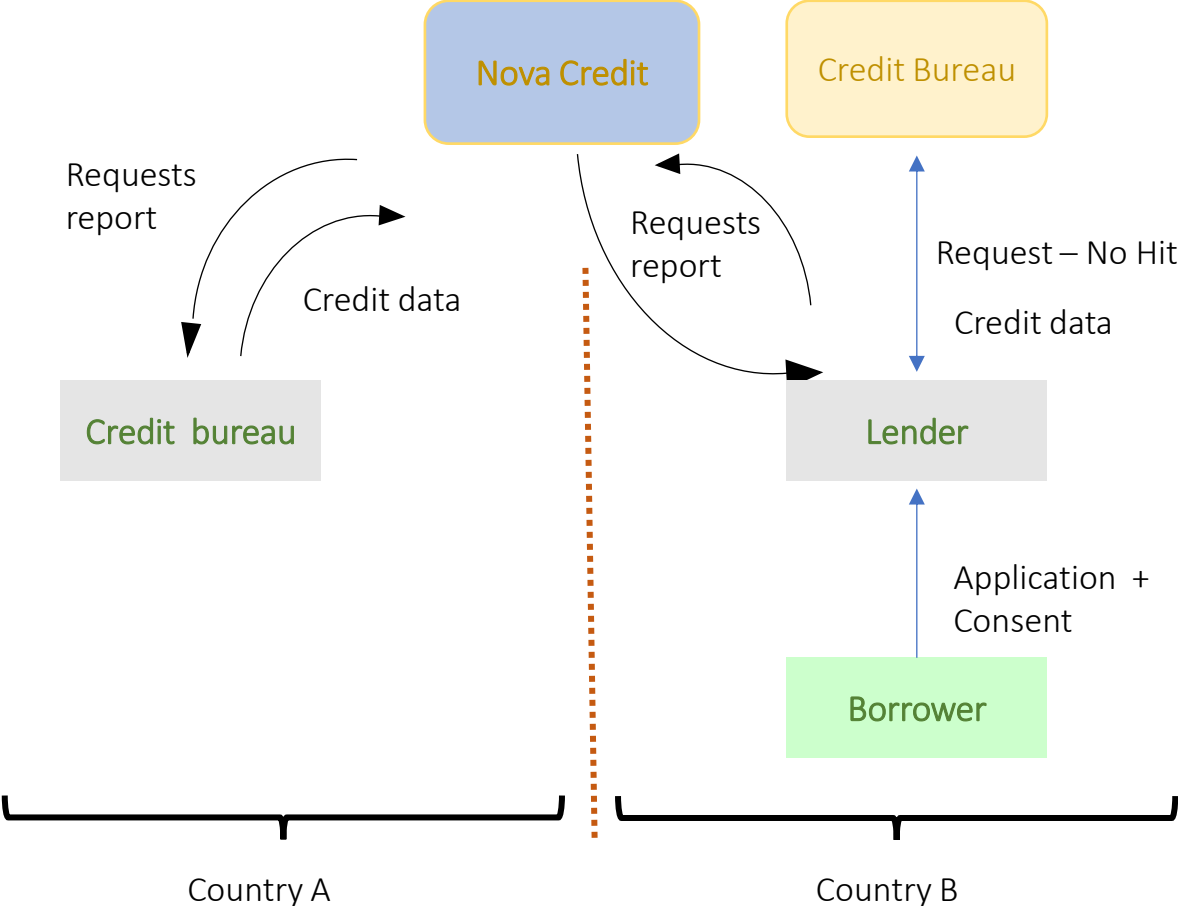 Nova Credit
Credit Bureau
Requests
report
Requests
report
Request – No Hit
Credit data
Credit data
Credit  bureau
Lender
Application  +
Consent
Borrower
Country A
Country B